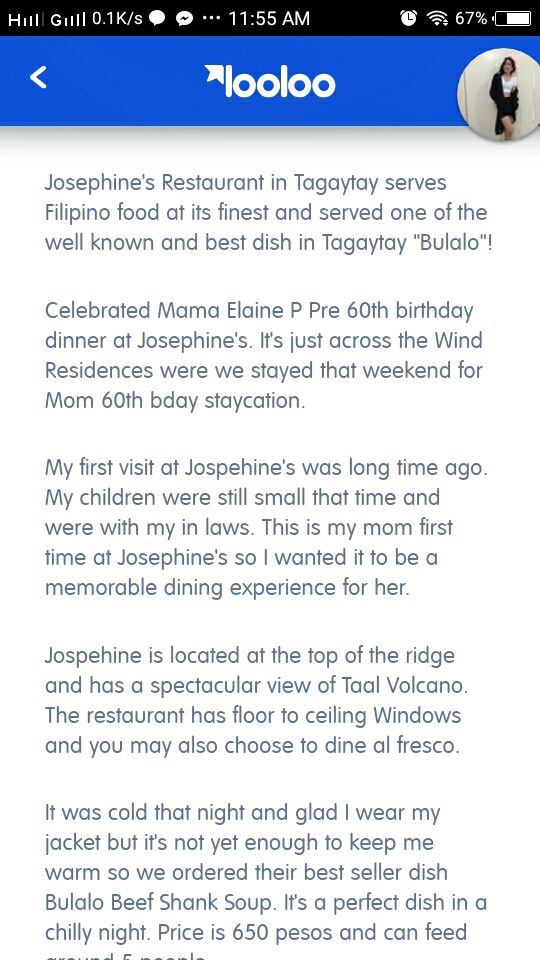 Hıııl Gıııl 0.1K/s ··· 11:55 AM 67%
looloo
Josephine's Restaurant in Tagaytay serves
Filipino food at its finest and served one of the
well known and best dish in Tagaytay "Bulalo"!
Celebrated Mama Elaine P Pre 60th birthday
dinner at Josephine's. It's just across the Wind
Residences were we stayed that weekend for
Mom 60th bday staycation.
My first visit at Jospehine's was long time ago.
My children were still small that time and
were with my in laws. This is my mom first
time at Josephine's so I wanted it to be a
memorable dining experience for her.
Jospehine is located at the top of the ridge
and has a spectacular view of Taal Volcano.
The restaurant has floor to ceiling Windows
and you may also choose to dine al fresco.
It was cold that night and glad I wear my
jacket but it's not yet enough to keep me
warm so we ordered their best seller dish
Bulalo Beef Shank Soup. It's a perfect dish in a
chilly night. Price is 650 pesos and can feed
around 5 people